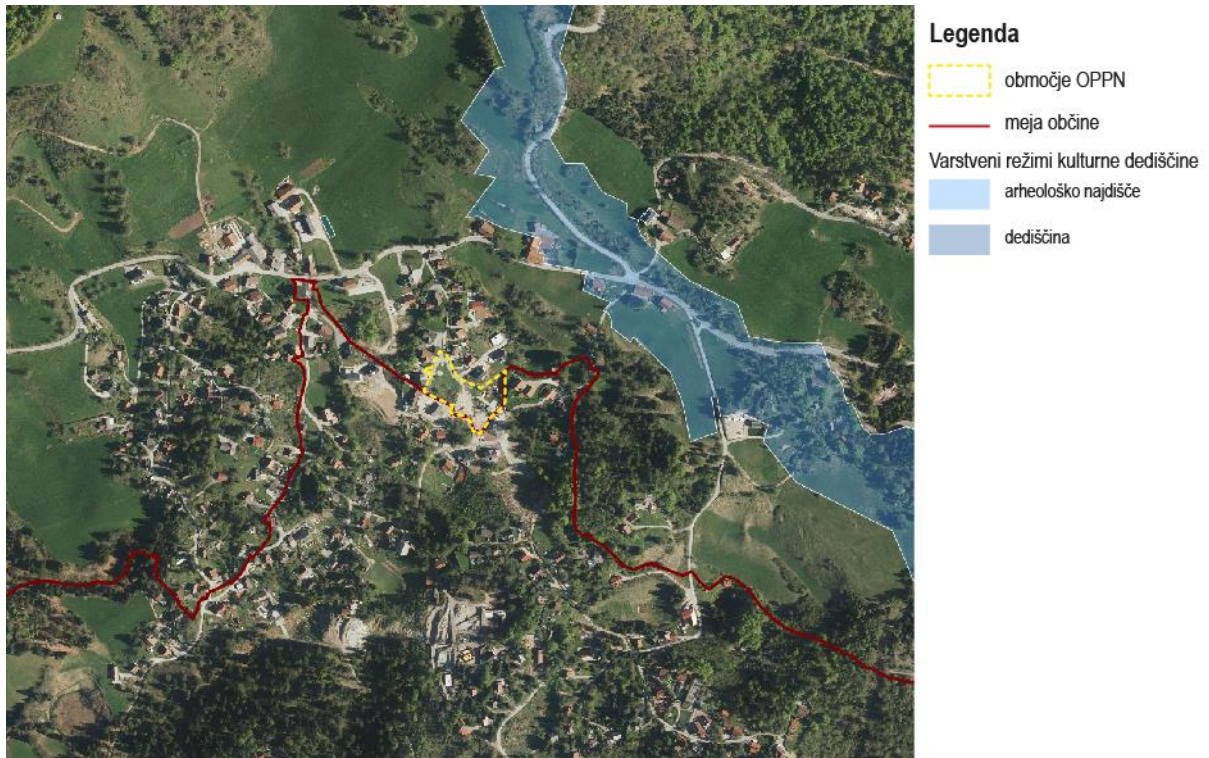 Legenda
območje OPPN
meja občine
Varstveni režimi kulturne dediščine
arheološko najdišče
dediščina